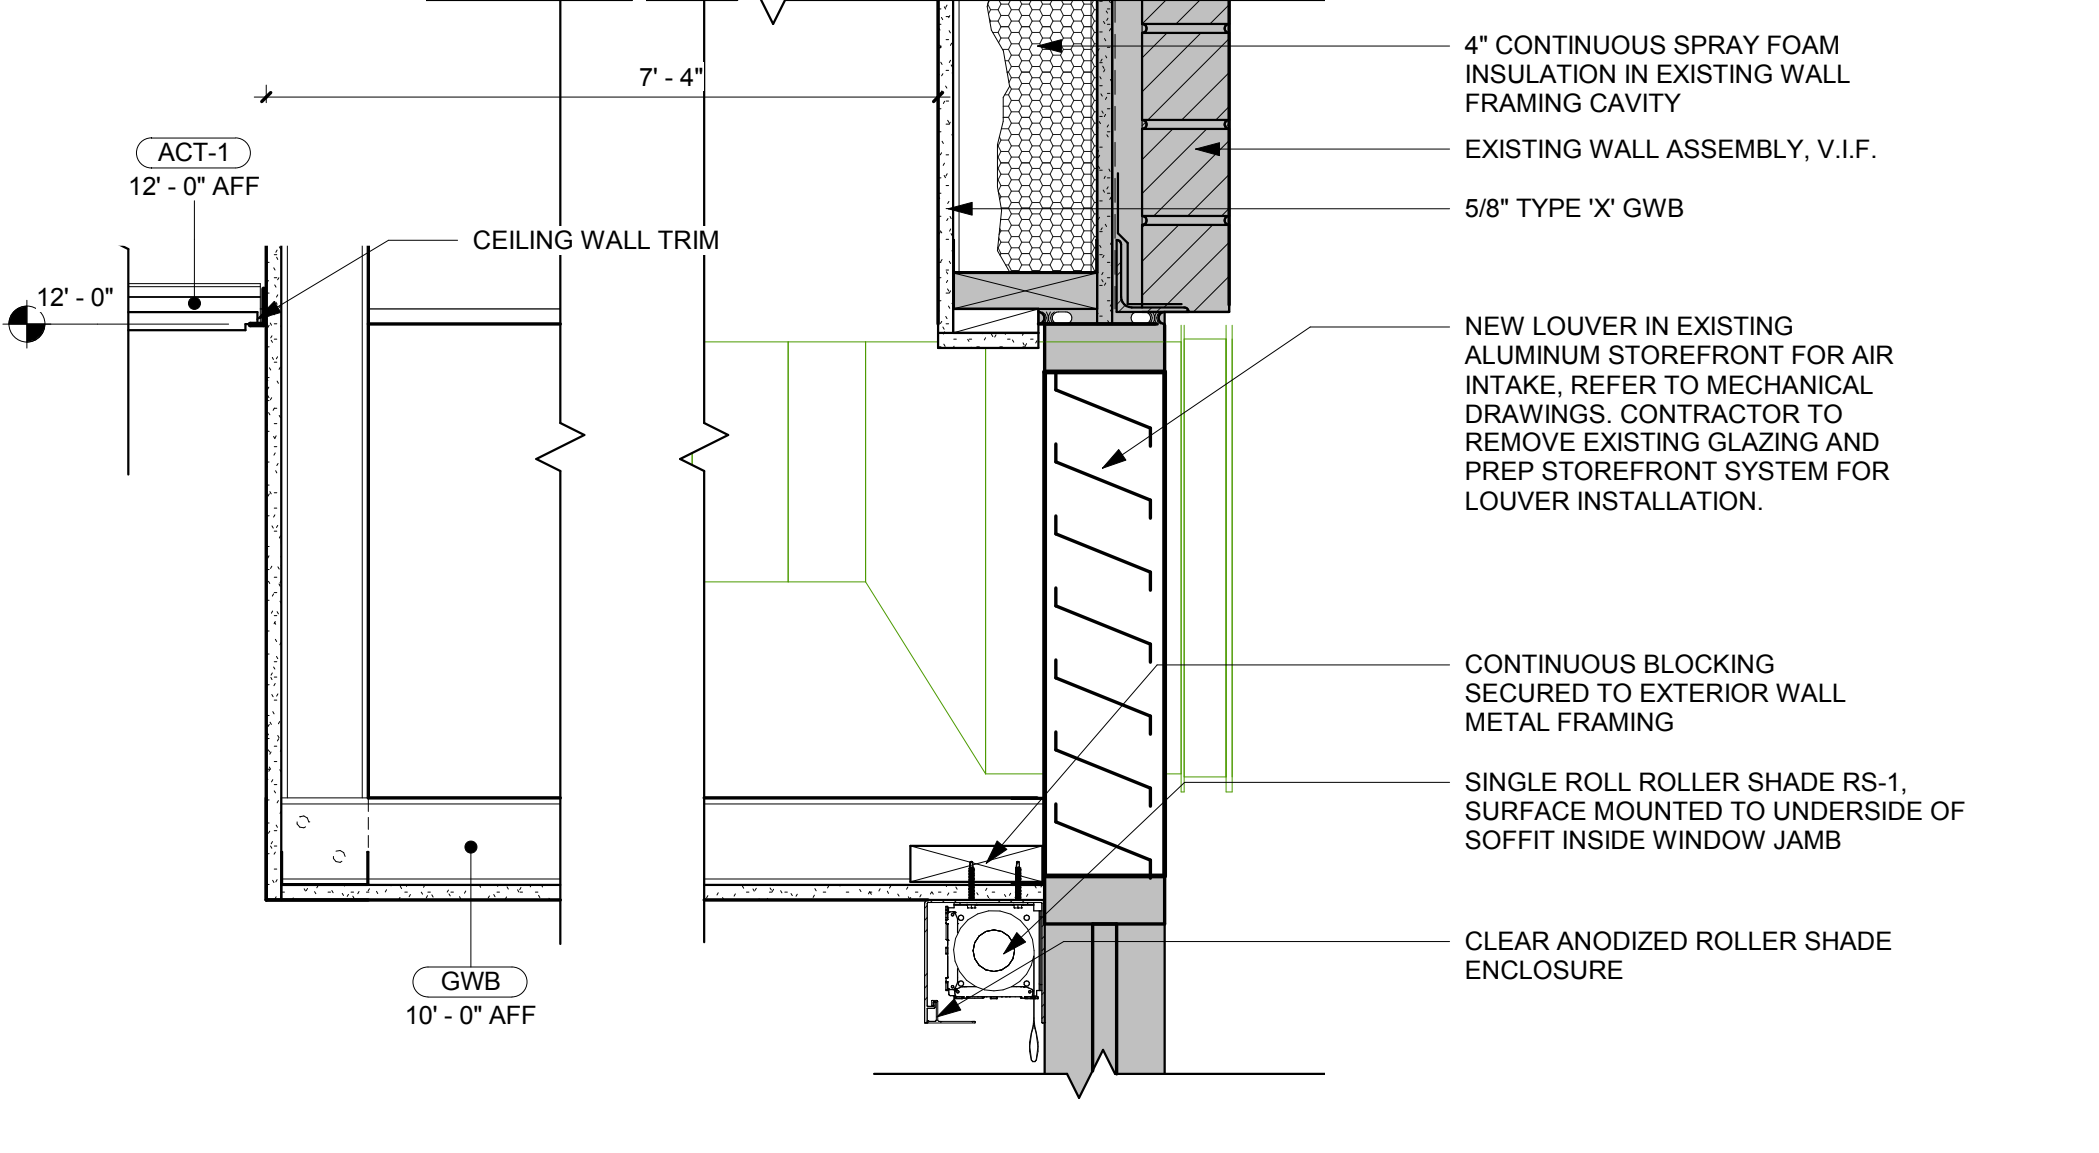 7' - 4"
ACT-1
12' - 0" AFF
CEILING WALL TRIM
12' - 0"
GWB
10' - 0" AFF
4" CONTINUOUS SPRAY FOAM
INSULATION IN EXISTING WALL
FRAMING CAVITY
EXISTING WALL ASSEMBLY, V.I.F.
5/8" TYPE 'X' GWB
NEW LOUVER IN EXISTING
ALUMINUM STOREFRONT FOR AIR
INTAKE, REFER TO MECHANICAL
DRAWINGS. CONTRACTOR TO
REMOVE EXISTING GLAZING AND
PREP STOREFRONT SYSTEM FOR
LOUVER INSTALLATION.
CONTINUOUS BLOCKING
SECURED TO EXTERIOR WALL
METAL FRAMING
SINGLE ROLL ROLLER SHADE RS-1,
SURFACE MOUNTED TO UNDERSIDE OF
SOFFIT INSIDE WINDOW JAMB
CLEAR ANODIZED ROLLER SHADE
ENCLOSURE